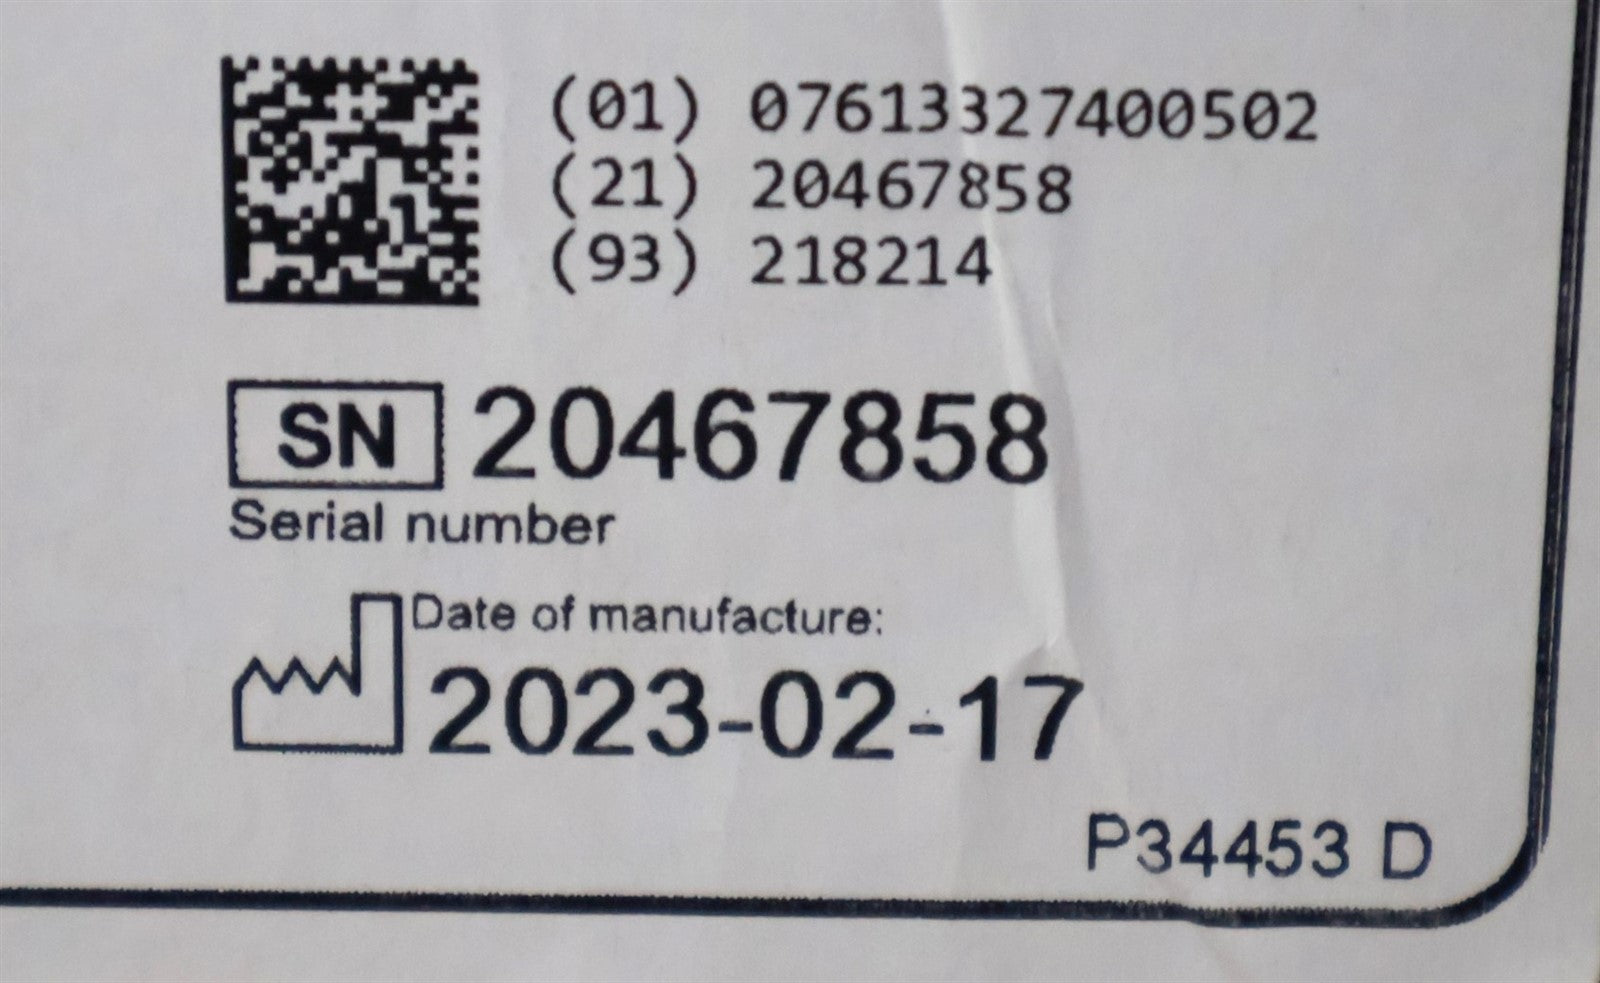 (01) 07613327400502
(21) 20467858
(93) 218214
SN 20467858
Serial number
Date of manufacture:
2023-02-17
P34453 D